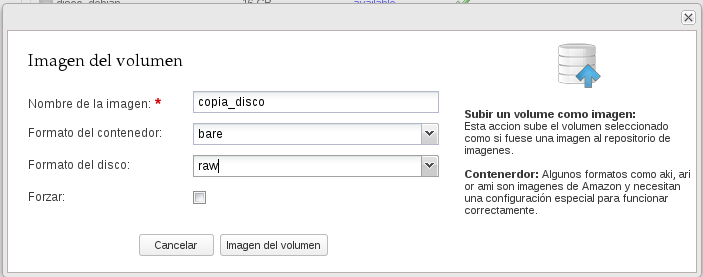 disco_debian 16 GB available
Imagen del volumen
Nombre de la imagen: * copia_disco
Formato del contenedor: bare
Formato del disco: raw
Forzar:
Cancelar Imagen del volumen
Subir un volume como imagen:
Esta accion sube el volumen seleccionado
como si fuese una imagen al repositorio de
imagenes.
Contenerdor: Algunos formatos como aki, ari
or ami son imagenes de Amazon y necesitan
una configuración especial para funcionar
correctamente.